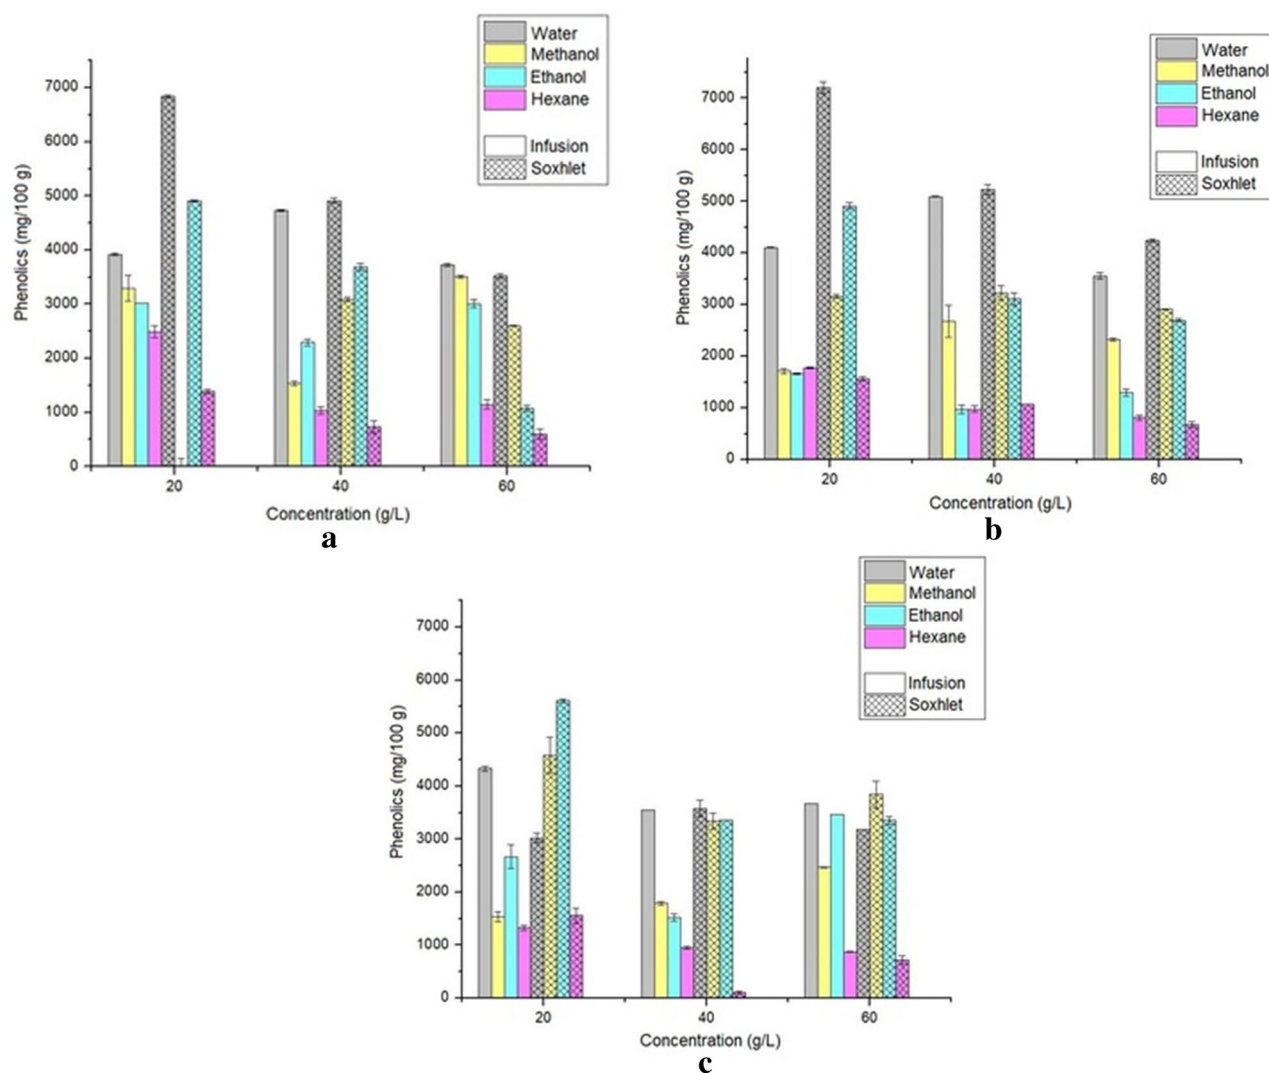 Water
Methanol
Ethanol
Hexane
Infusion
Soxhlet
7000
6000
5000
4000
3000
2000
1000
0
Phenolics (mg/100 g)
20 40 60
Concentration (g/L)
a
Water
Methanol
Ethanol
Hexane
Infusion
Soxhlet
7000
6000
5000
4000
3000
2000
1000
0
Phenolics (mg/100 g)
20 40 60
Concentration (g/L)
b
Water
Methanol
Ethanol
Hexane
Infusion
Soxhlet
7000
6000
5000
4000
3000
2000
1000
0
Phenolics (mg/100 g)
20 40 60
Concentration (g/L)
c